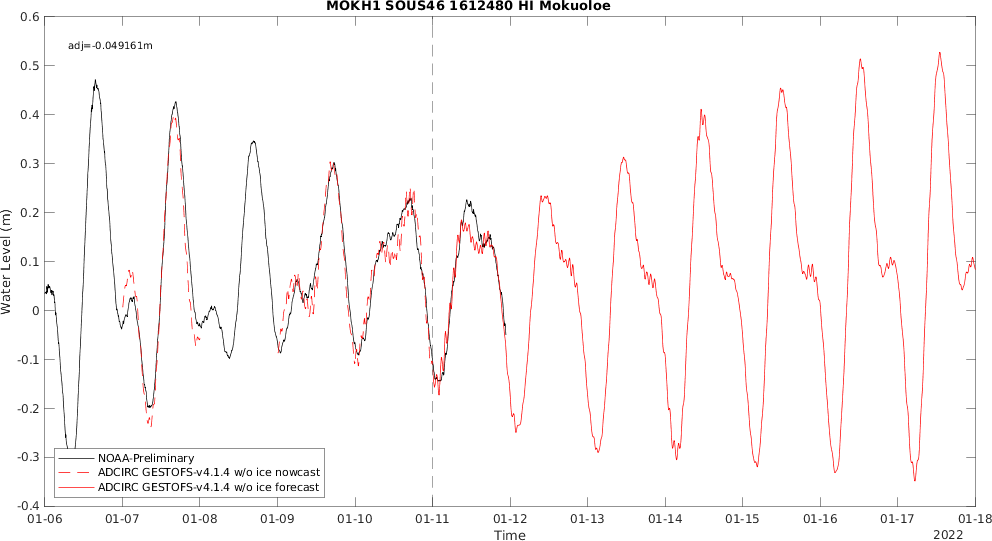 MOKH1 SOUS46 1612480 HI Mokuoloe
adj=-0.049161m
Water Level (m)
0.6
0.5
0.4
0.3
0.2
0.1
0
-0.1
-0.2
-0.3
-0.4
NOAA-Preliminary
ADCIRC GESTOFS-v4.1.4 w/o ice nowcast
ADCIRC GESTOFS-v4.1.4 w/o ice forecast
01-06 01-07 01-08 01-09 01-10 01-11 01-12 01-13 01-14 01-15 01-16 01-17 01-18
Time
2022